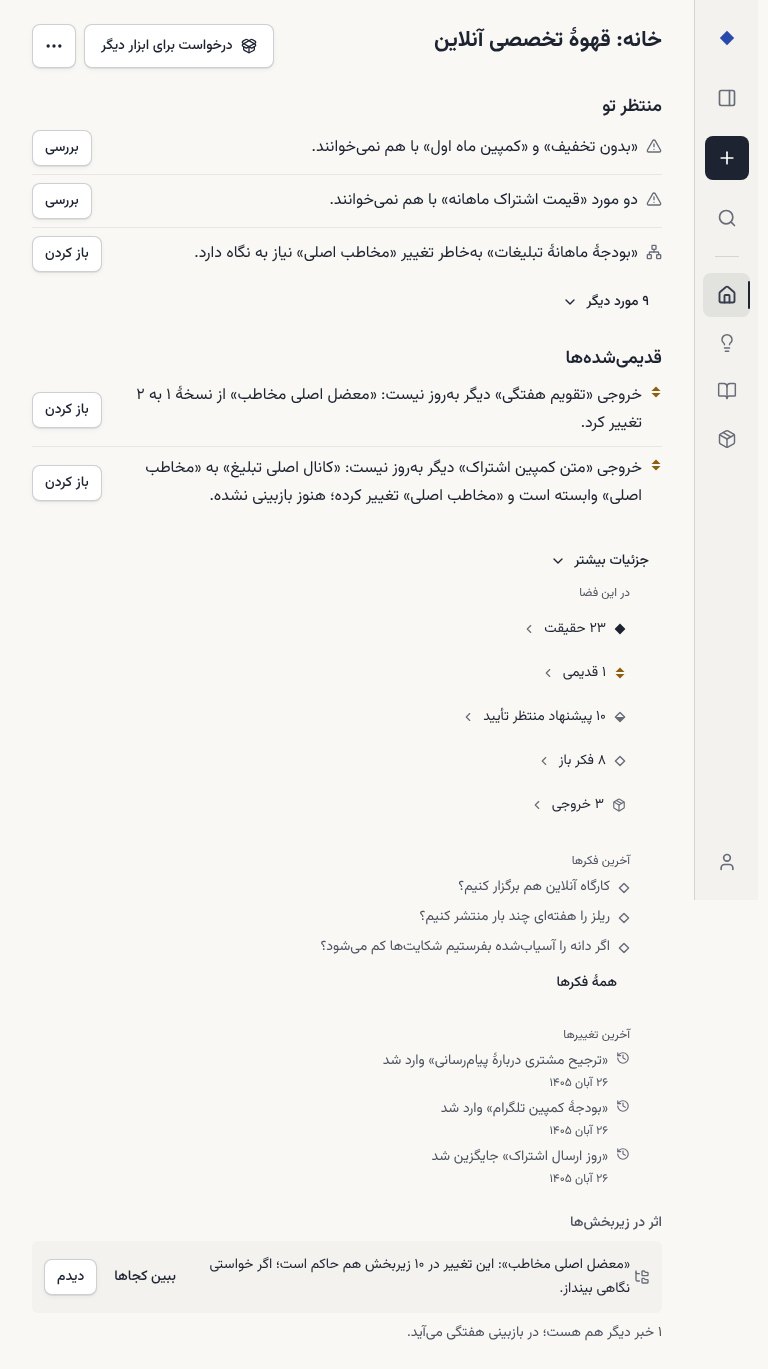 خانه: قهوهٔ تخصصی آنلاین
درخواست برای ابزار دیگر
منتظر تو
«بدون تخفیف» و «کمپین ماه اول» با هم نمی‌خوانند.
بررسی
دو مورد «قیمت اشتراک ماهانه» با هم نمی‌خوانند.
بررسی
«بودجهٔ ماهانهٔ تبلیغات» به‌خاطر تغییر «مخاطب اصلی» نیاز به نگاه دارد.
باز کردن
۹ مورد دیگر
قدیمی‌شده‌ها
خروجی «تقویم هفتگی» دیگر به‌روز نیست: «معضل اصلی مخاطب» از نسخهٔ ۱ به ۲
تغییر کرد.
باز کردن
خروجی «متن کمپین اشتراک» دیگر به‌روز نیست: «کانال اصلی تبلیغ» به «مخاطب
اصلی» وابسته است و «مخاطب اصلی» تغییر کرده؛ هنوز بازبینی نشده.
باز کردن
جزئیات بیشتر
در این فضا
۲۳ حقیقت
۱ قدیمی
۱۰ پیشنهاد منتظر تأیید
۸ فکر باز
۳ خروجی
آخرین فکرها
کارگاه آنلاین هم برگزار کنیم؟
ریلز را هفته‌ای چند بار منتشر کنیم؟
اگر دانه را آسیاب‌شده بفرستیم شکایت‌ها کم می‌شود؟
همهٔ فکرها
آخرین تغییرها
«ترجیح مشتری دربارهٔ پیام‌رسانی» وارد شد
۲۶ آبان ۱۴۰۵
«بودجهٔ کمپین تلگرام» وارد شد
۲۶ آبان ۱۴۰۵
«روز ارسال اشتراک» جایگزین شد
۲۶ آبان ۱۴۰۵
اثر در زیربخش‌ها
«معضل اصلی مخاطب»: این تغییر در ۱۰ زیربخش هم حاکم است؛ اگر خواستی
نگاهی بینداز.
ببین کجاها
دیدم
۱ خبر دیگر هم هست؛ در بازبینی هفتگی می‌آید.